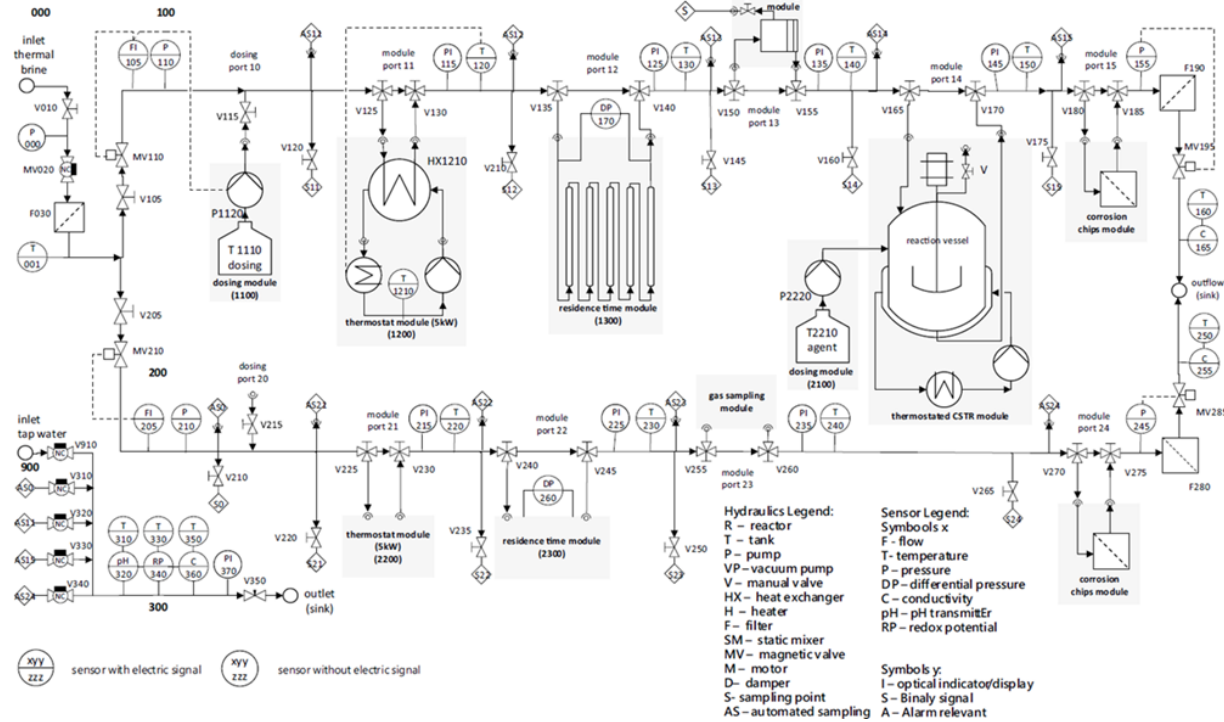 000
100
inlet
thermal
brine
V010
P
000
MV020
NC
F030
T
001
MV110
V105
FI
105
P
110
dosing
port 10
V115
P1120
T 1110
dosing
dosing module
(1100)
AS11
V120
S11
module
port 11
V125
V130
HX1210
T
1210
thermostat module (5kW)
(1200)
PI
115
T
120
AS12
V210
S12
module
port 12
V135
V140
DP
170
residence time module
(1300)
PI
125
T
130
AS13
V145
S13
S
module
V150
V155
module
port 13
PI
135
T
140
AS14
V160
S14
module
port 14
V165
V170
V
reaction vessel
P2220
T2210
agent
dosing module
(2100)
thermostated CSTR module
PI
145
T
150
AS15
V175
S15
module
port 15
V180
V185
corrosion
chips module
P
155
F190
MV195
T
160
C
165
outflow
(sink)
T
250
C
255
MV285
V205
MV210
200
FI
205
P
210
AS0
V210
S0
dosing
port 20
V215
AS21
V220
S21
module
port 21
V225
V230
thermostat module
(5kW)
(2200)
PI
215
T
220
AS22
V235
S22
module
port 22
V240
V245
DP
260
residence time module
(2300)
PI
225
T
230
AS23
V250
S23
gas sampling
module
V255
V260
module
port 23
PI
235
T
240
AS24
V265
S24
module
port 24
V270
V275
P
245
F280
corrosion
chips module
inlet
tap water
V910
NC
900
AS0
V310
NC
AS11
V320
NC
AS15
V330
NC
AS24
V340
NC
T
310
T
330
T
350
pH
320
RP
340
C
360
PI
370
V350
outlet
(sink)
300
xyy
zzz
sensor with electric signal
xyy
zzz
sensor without electric signal
Hydraulics Legend:
R – reactor
T – tank
P – pump
VP – vacuum pump
V – manual valve
HX – heat exchanger
H – heater
F – filter
SM – static mixer
MV – magnetic valve
M – motor
D– damper
S- sampling point
AS – automated sampling
Sensor Legend:
Symbools x
F - flow
T- temperature
P – pressure
DP – differential pressure
C – conductivity
pH – pH transmittEr
RP – redox potential
Symbols y:
I – optical indicator/display
S – Binaly signal
A – Alarm relevant